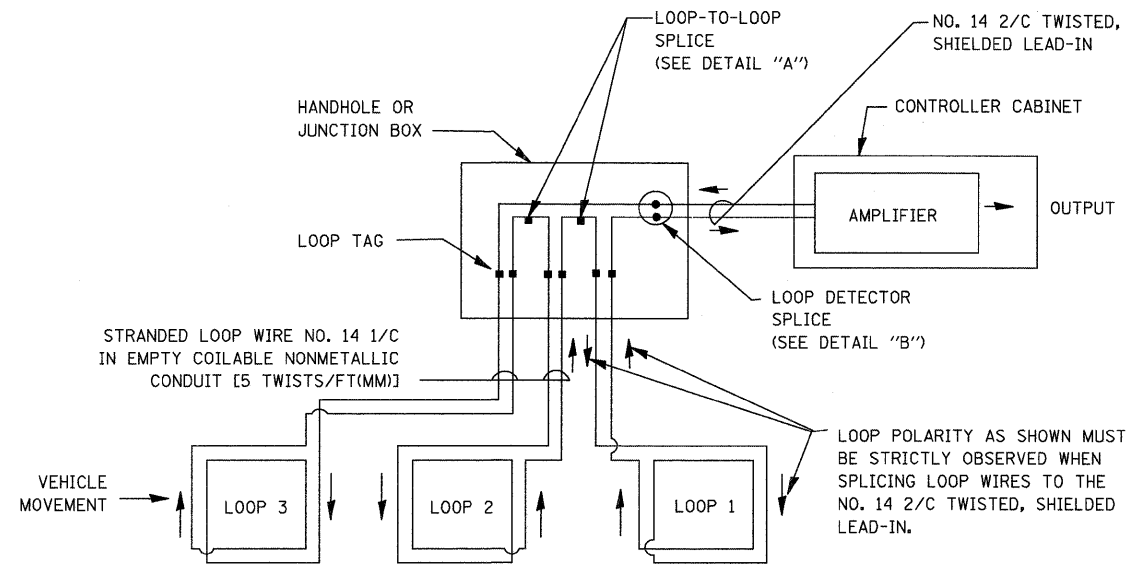 LOOP-TO-LOOP
SPLICE
(SEE DETAIL "A")
NO. 14 2/C TWISTED,
SHIELDED LEAD-IN
HANDHOLE OR
JUNCTION BOX
CONTROLLER CABINET
AMPLIFIER
OUTPUT
LOOP TAG
LOOP DETECTOR
SPLICE
(SEE DETAIL "B")
STRANDED LOOP WIRE NO. 14 1/C
IN EMPTY COILABLE NONMETALLIC
CONDUIT [5 TWISTS/FT(MM)]
LOOP POLARITY AS SHOWN MUST
BE STRICTLY OBSERVED WHEN
SPLICING LOOP WIRES TO THE
NO. 14 2/C TWISTED, SHIELDED
LEAD-IN.
VEHICLE
MOVEMENT
LOOP 3
LOOP 2
LOOP 1